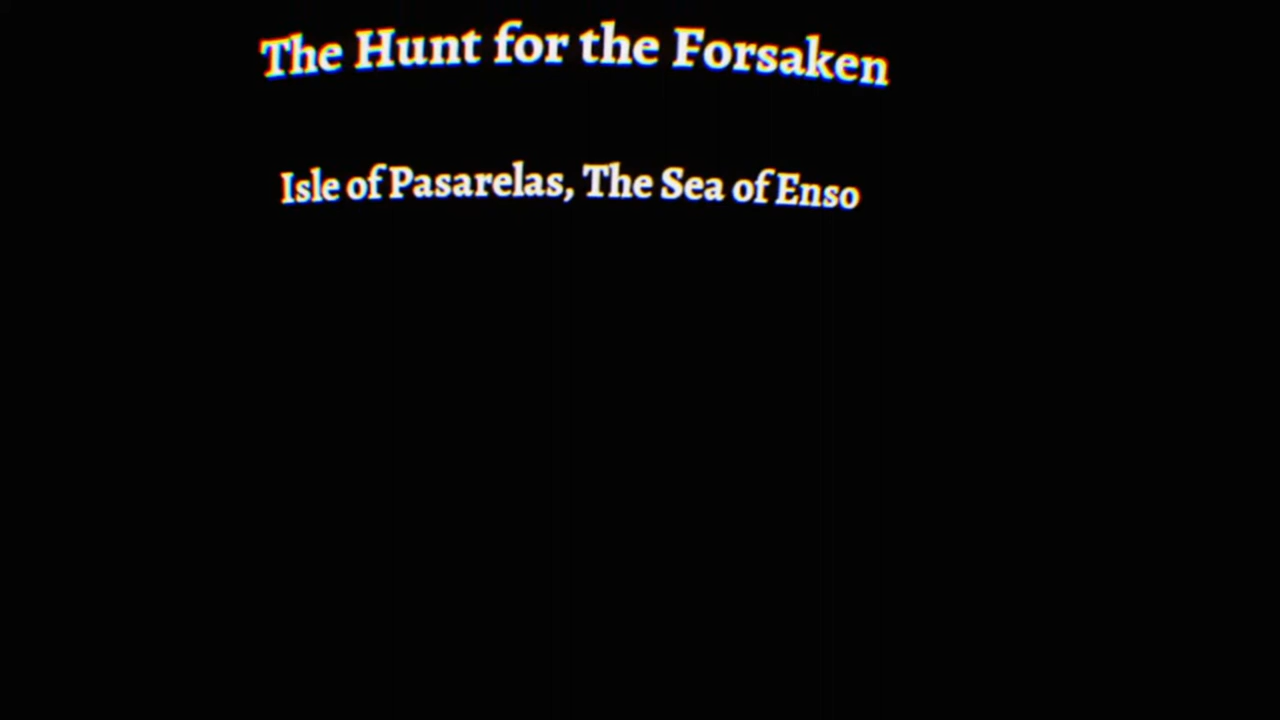 The Hunt for the Forsaken
Isle of Pasarelas, The Sea of Enso